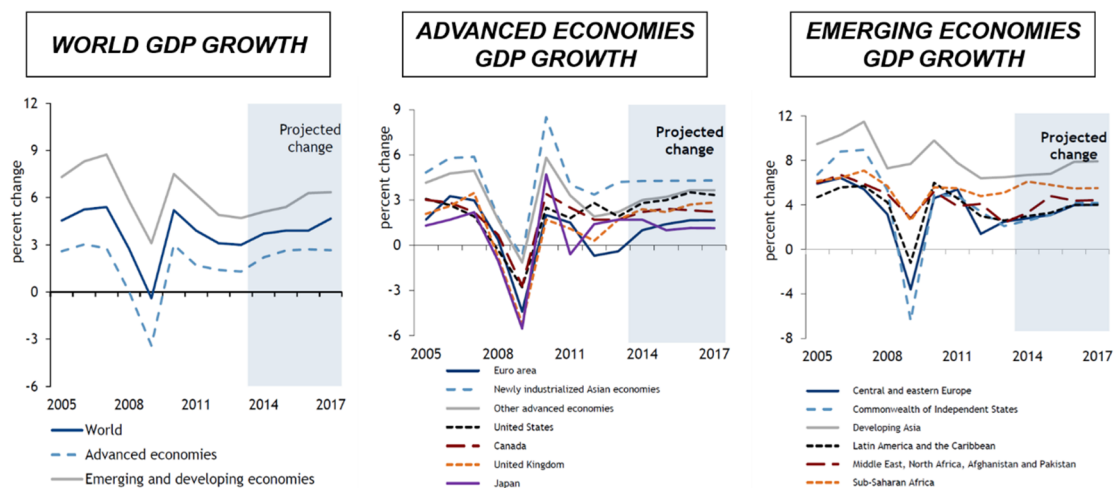 WORLD GDP GROWTH
12
9
6
3
0
-3
-6
percent change
Projected
change
2005
2008
2011
2014
2017
World
Advanced economies
Emerging and developing economies
ADVANCED ECONOMIES
GDP GROWTH
9
6
3
0
-3
-6
percent change
Projected
change
2005
2008
2011
2014
2017
Euro area
Newly industrialized Asian economies
Other advanced economies
United States
Canada
United Kingdom
Japan
EMERGING ECONOMIES
GDP GROWTH
12
8
4
0
-4
-8
percent change
Projected
change
2005
2008
2011
2014
2017
Central and eastern Europe
Commonwealth of Independent States
Developing Asia
Latin America and the Caribbean
Middle East, North Africa, Afghanistan and Pakistan
Sub-Saharan Africa